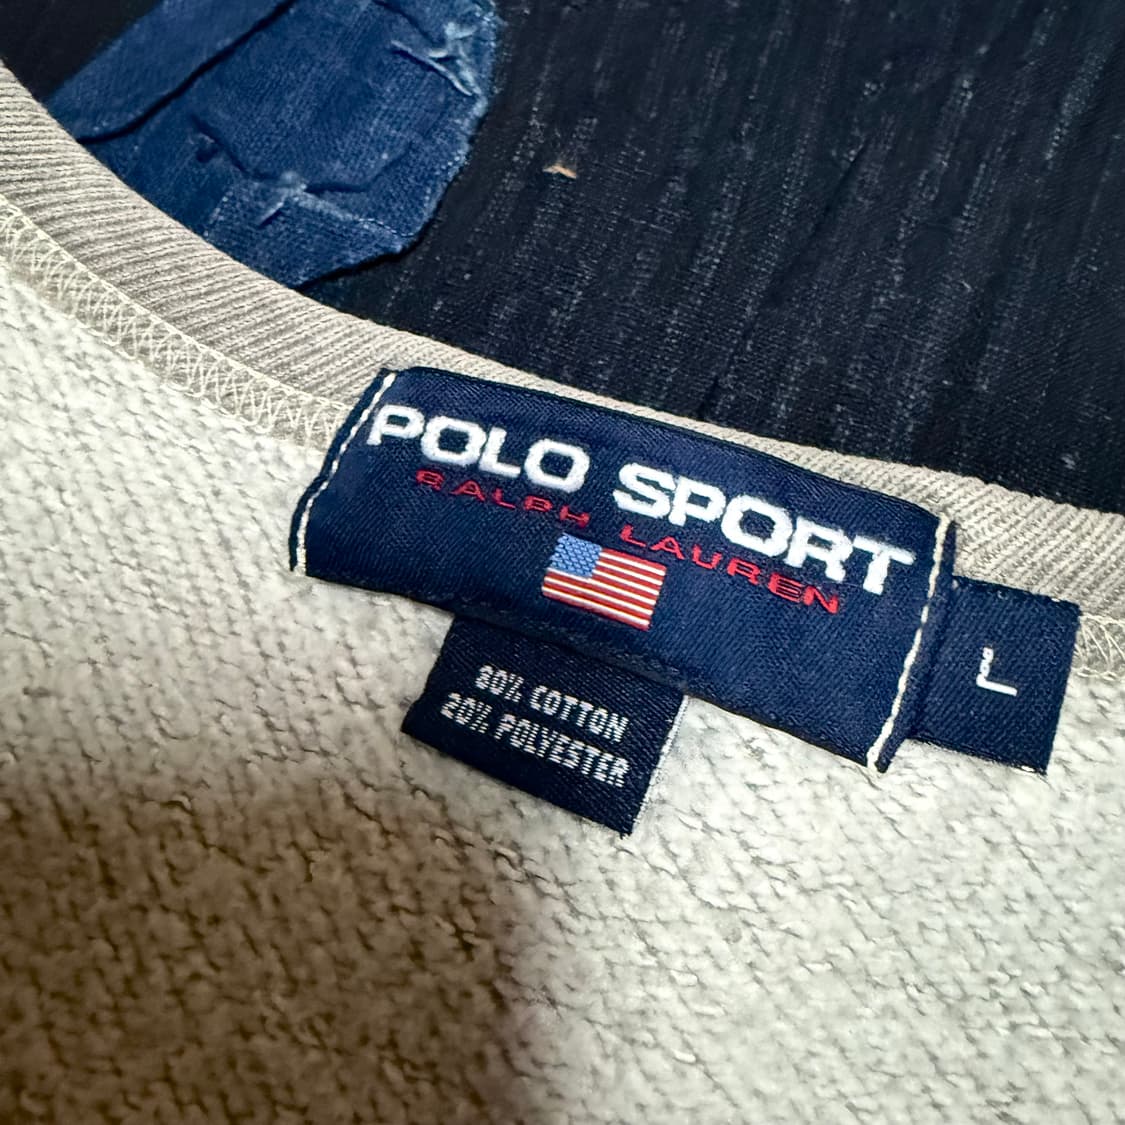 POLO SPORT
RALPH LAUREN
80% COTTON
20% POLYESTER
L